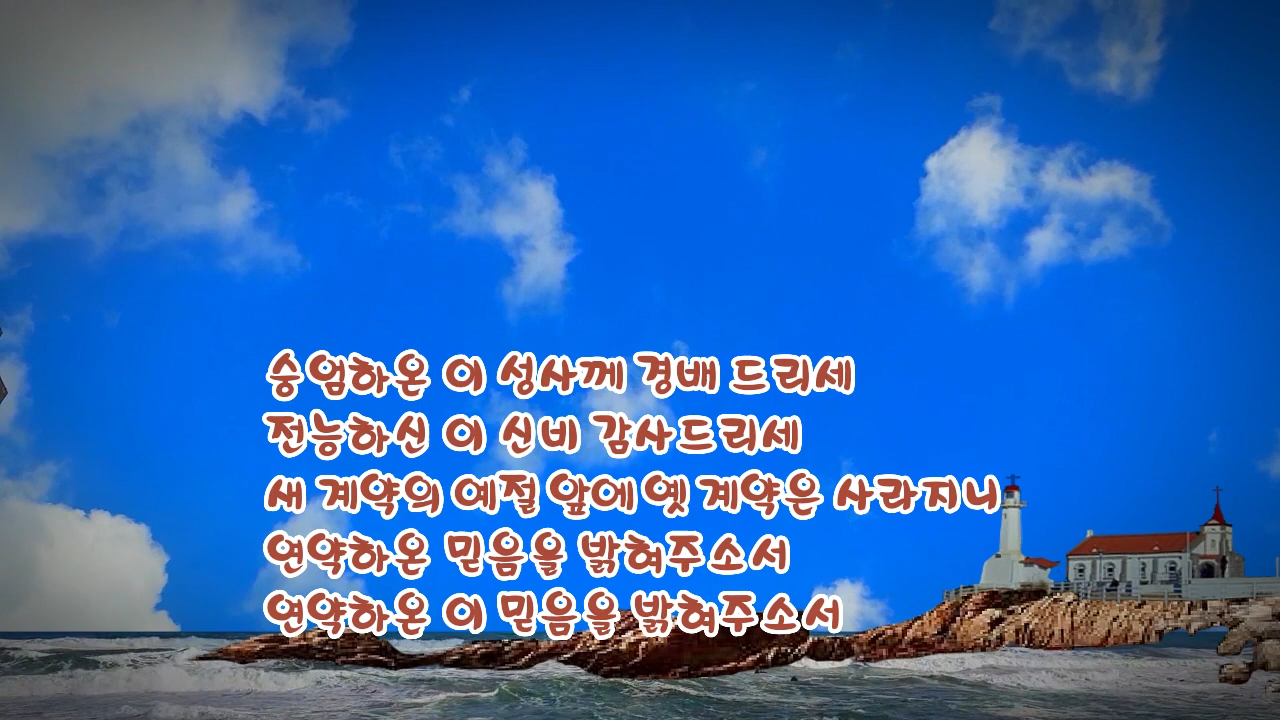 숭엄하온 이 성사께 경배 드리세
전능하신 이 신비 감사드리세
새 계약의 예절 앞에 옛 계약은 사라지니
연약하온 믿음을 밝혀주소서
연약하온 이 믿음을 밝혀주소서